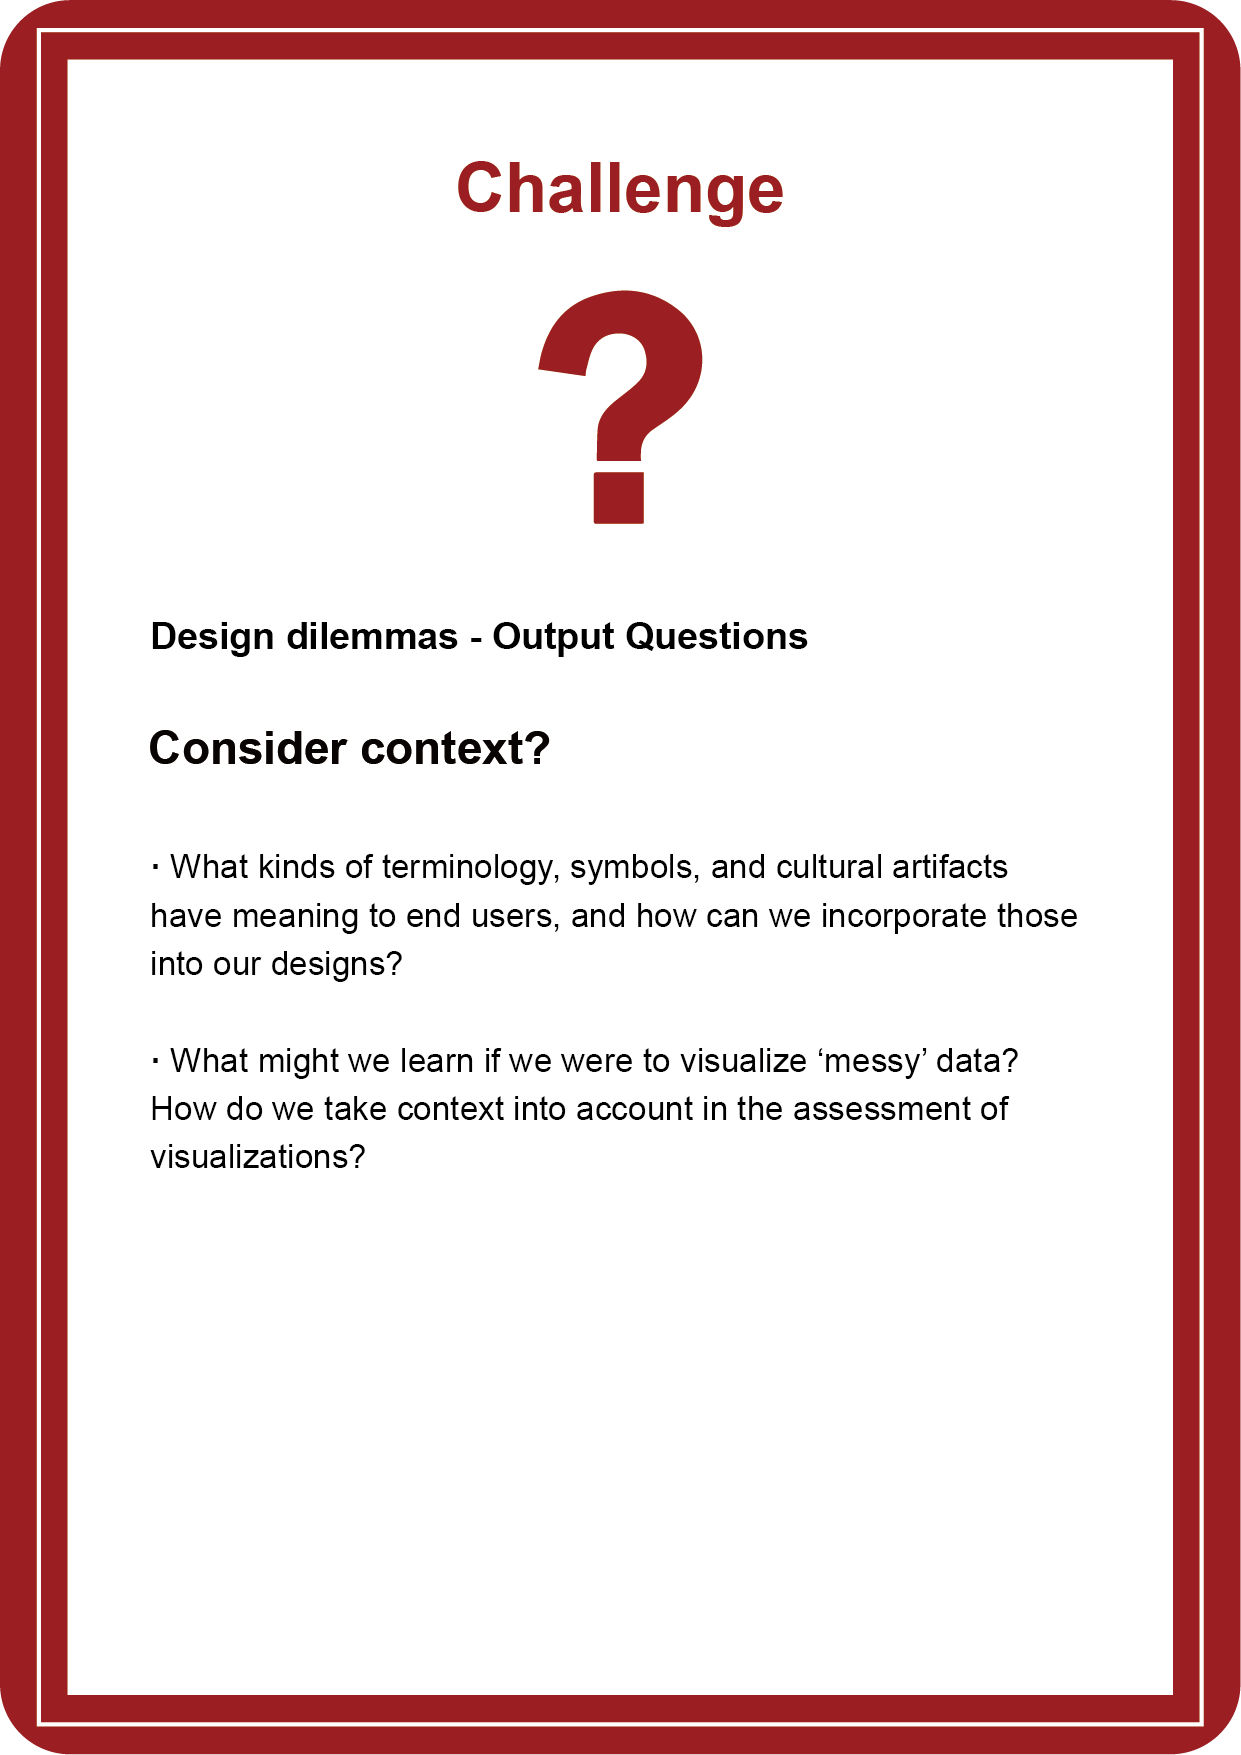 Challenge
?
Design dilemmas - Output Questions
Consider context?
· What kinds of terminology, symbols, and cultural artifacts
have meaning to end users, and how can we incorporate those
into our designs?
· What might we learn if we were to visualize ‘messy’ data?
How do we take context into account in the assessment of
visualizations?